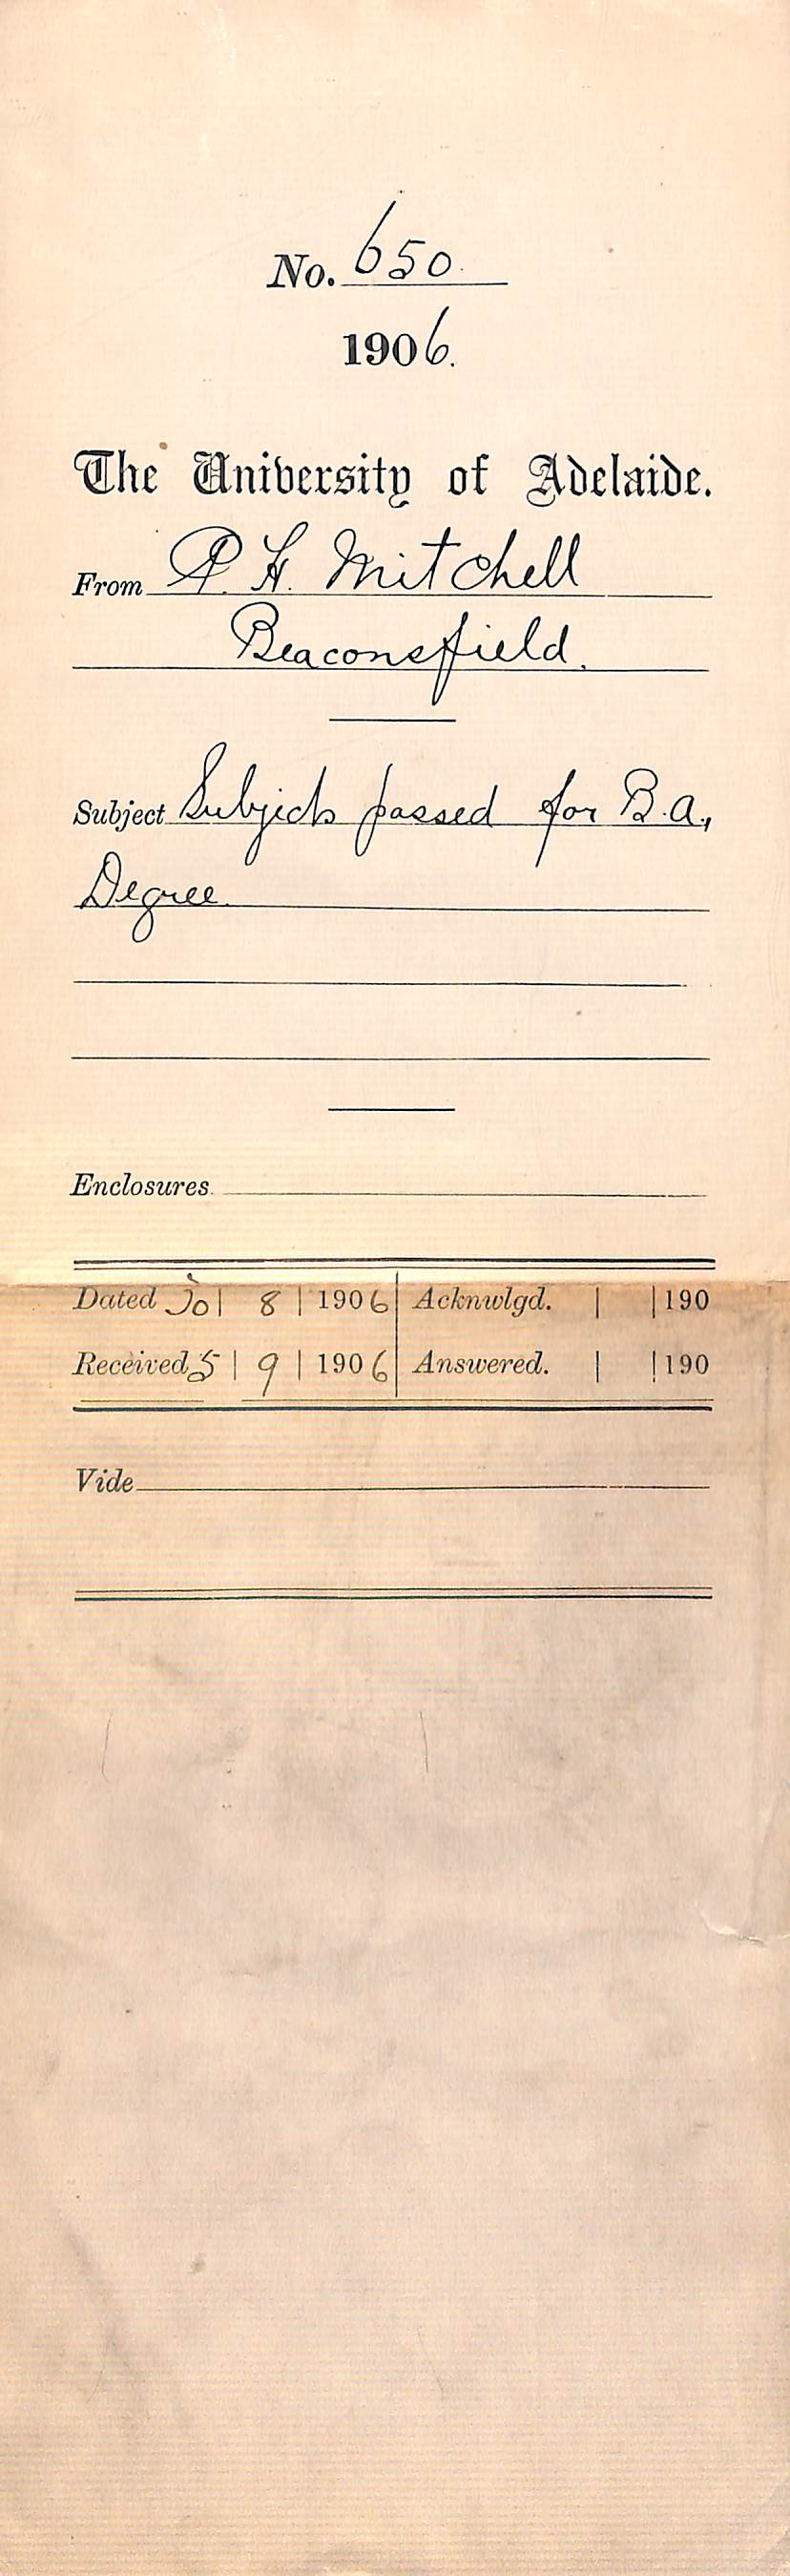 No. 650.
1906.
The University of Adelaide.
From H. Mitchell
Beaconsfield.
Subject Subjects passed for B.A.,
Degree.
Enclosures
Dated 30 | 8 | 1906 Acknwlgd. | | 190
Received 5 | 9 | 1906 Answered. | | 190
Vide